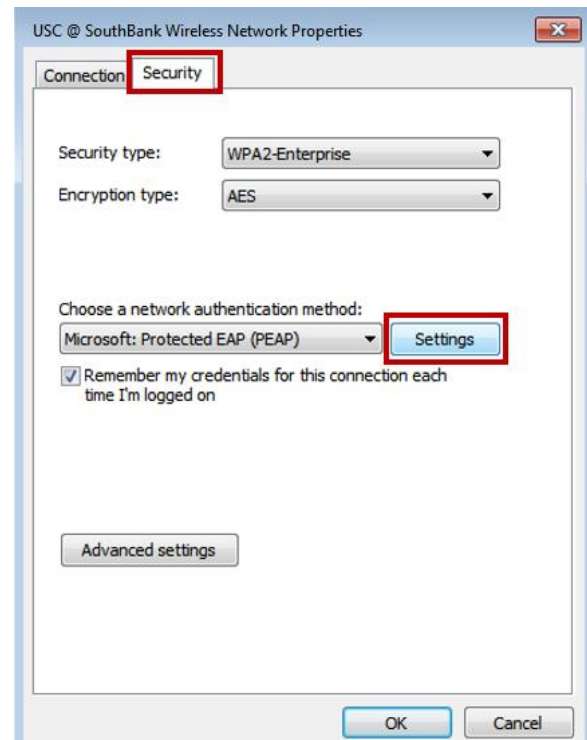 USC @ SouthBank Wireless Network Properties
Connection Security
Security type: WPA2-Enterprise
Encryption type: AES
Choose a network authentication method:
Microsoft: Protected EAP (PEAP) Settings
Remember my credentials for this connection each
time I'm logged on
Advanced settings
OK Cancel